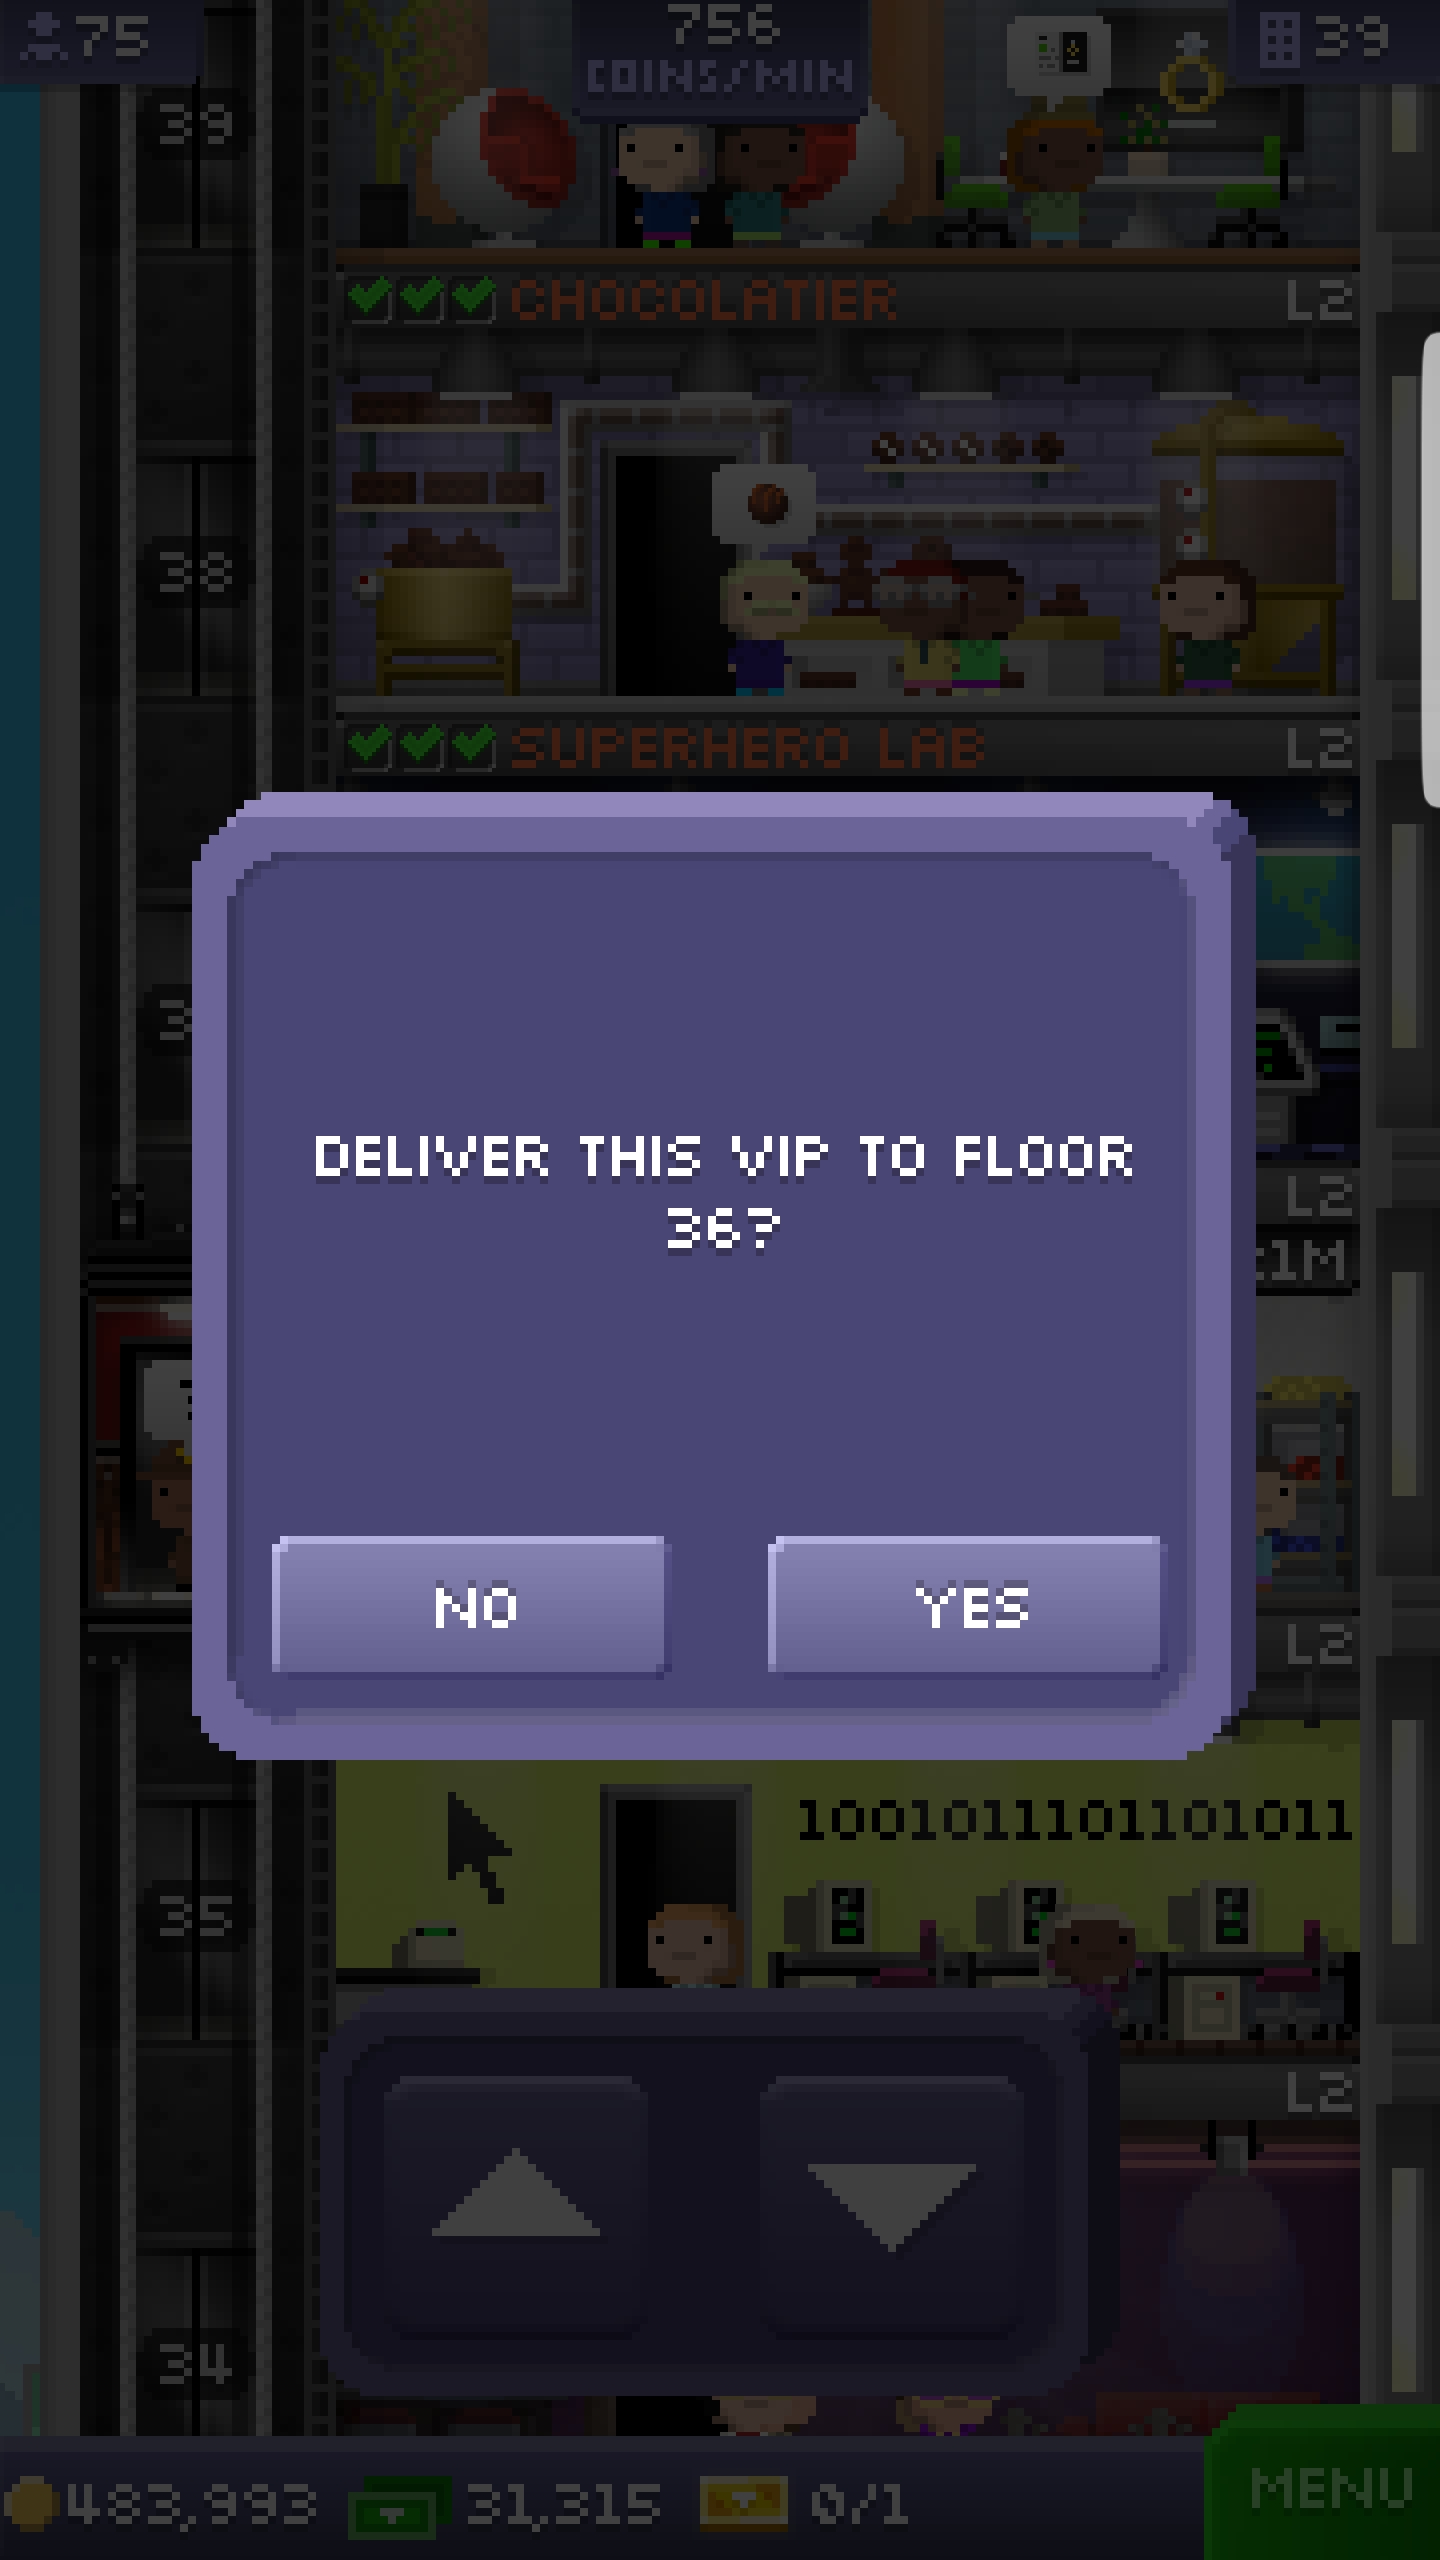 75
756
COINS/MIN
39
39
CHOCOLATIER L2
38
SUPERHERO LAB L2
DELIVER THIS VIP TO FLOOR
36?
L2
:1M
NO YES
L2
1001011101101011
35
L2
34
483,993 31,315 0/1
MENU